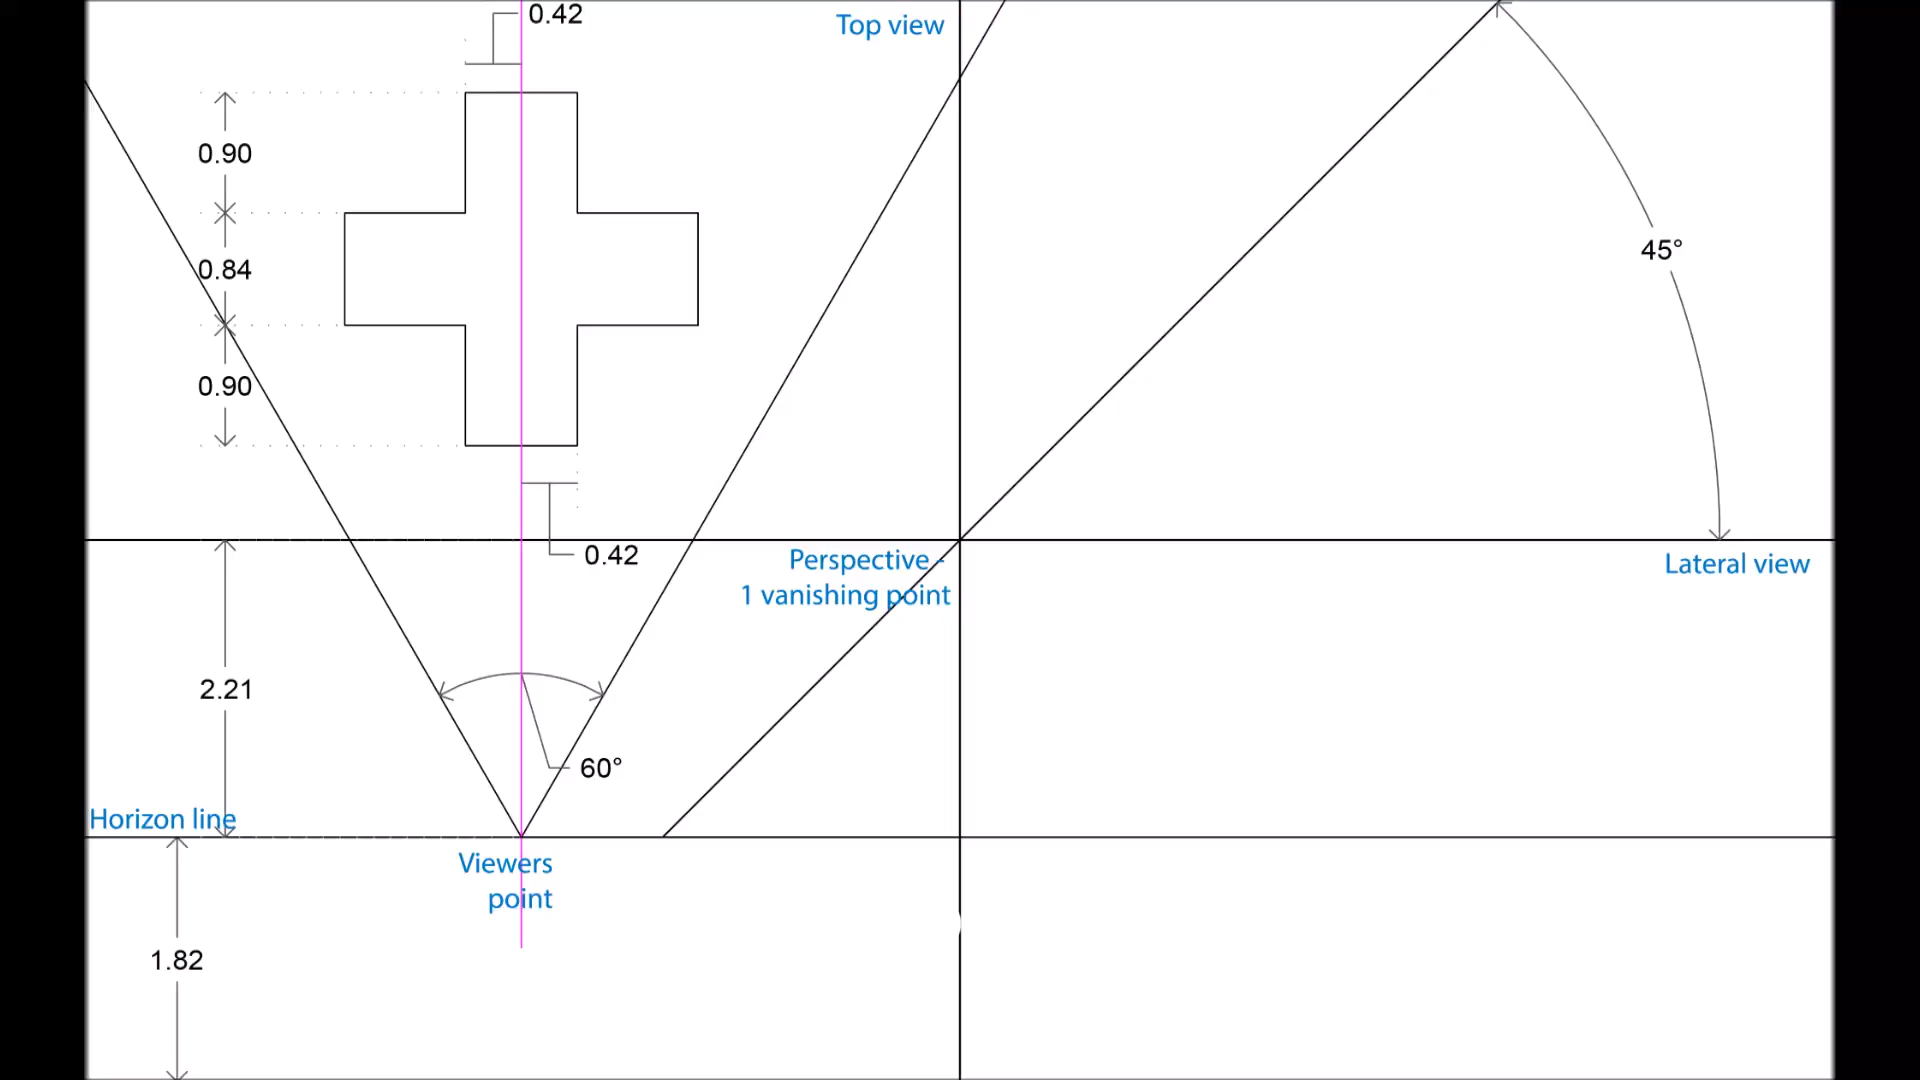 0.42
Top view
0.90
0.84
45°
0.90
0.42
Perspective -
1 vanishing point
Lateral view
2.21
60°
Horizon line
Viewers
point
1.82